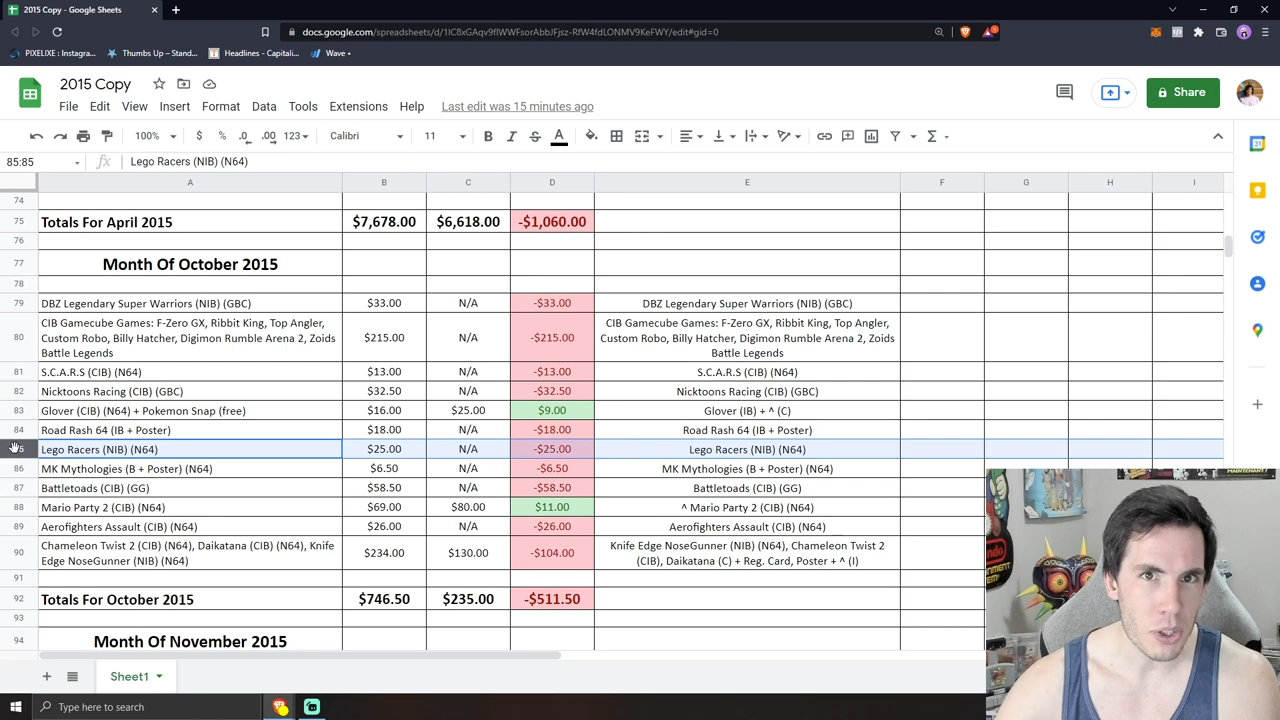 2015 Copy - Google Sheets
docs.google.com/spreadsheets/d/1IC8xGAqv9flWWFsorAbbJFjsz-RfW4fdLONMV9KeFWY/edit#gid=0
PIXELIXE - Instagra... Thumbs Up – Stand... Headlines - Capitali... Wave •
2015 Copy
File Edit View Insert Format Data Tools Extensions Help Last edit was 15 minutes ago
Share
100% $ % .0 .00 123 Calibri 11
85:85 fx Lego Racers (NIB) (N64)
A B C D E F G H I
74
75 Totals For April 2015 $7,678.00 $6,618.00 -$1,060.00
76
77 Month Of October 2015
78
79 DBZ Legendary Super Warriors (NIB) (GBC) $33.00 N/A -$33.00 DBZ Legendary Super Warriors (NIB) (GBC)
80 CIB Gamecube Games: F-Zero GX, Ribbit King, Top Angler, Custom Robo, Billy Hatcher, Digimon Rumble Arena 2, Zoids Battle Legends $215.00 N/A -$215.00 CIB Gamecube Games: F-Zero GX, Ribbit King, Top Angler, Custom Robo, Billy Hatcher, Digimon Rumble Arena 2, Zoids Battle Legends
81 S.C.A.R.S (CIB) (N64) $13.00 N/A -$13.00 S.C.A.R.S (CIB) (N64)
82 Nicktoons Racing (CIB) (GBC) $32.50 N/A -$32.50 Nicktoons Racing (CIB) (GBC)
83 Glover (CIB) (N64) + Pokemon Snap (free) $16.00 $25.00 $9.00 Glover (IB) + ^ (C)
84 Road Rash 64 (IB + Poster) $18.00 N/A -$18.00 Road Rash 64 (IB + Poster)
5 Lego Racers (NIB) (N64) $25.00 N/A -$25.00 Lego Racers (NIB) (N64)
86 MK Mythologies (B + Poster) (N64) $6.50 N/A -$6.50 MK Mythologies (B + Poster) (N64)
87 Battletoads (CIB) (GG) $58.50 N/A -$58.50 Battletoads (CIB) (GG)
88 Mario Party 2 (CIB) (N64) $69.00 $80.00 $11.00 ^ Mario Party 2 (CIB) (N64)
89 Aerofighters Assault (CIB) (N64) $26.00 N/A -$26.00 Aerofighters Assault (CIB) (N64)
90 Chameleon Twist 2 (CIB) (N64), Daikatana (CIB) (N64), Knife Edge NoseGunner (NIB) (N64) $234.00 $130.00 -$104.00 Knife Edge NoseGunner (NIB) (N64), Chameleon Twist 2 (CIB), Daikatana (C) + Reg. Card, Poster + ^ (I)
91
92 Totals For October 2015 $746.50 $235.00 -$511.50
93
94 Month Of November 2015
Sheet1
Type here to search